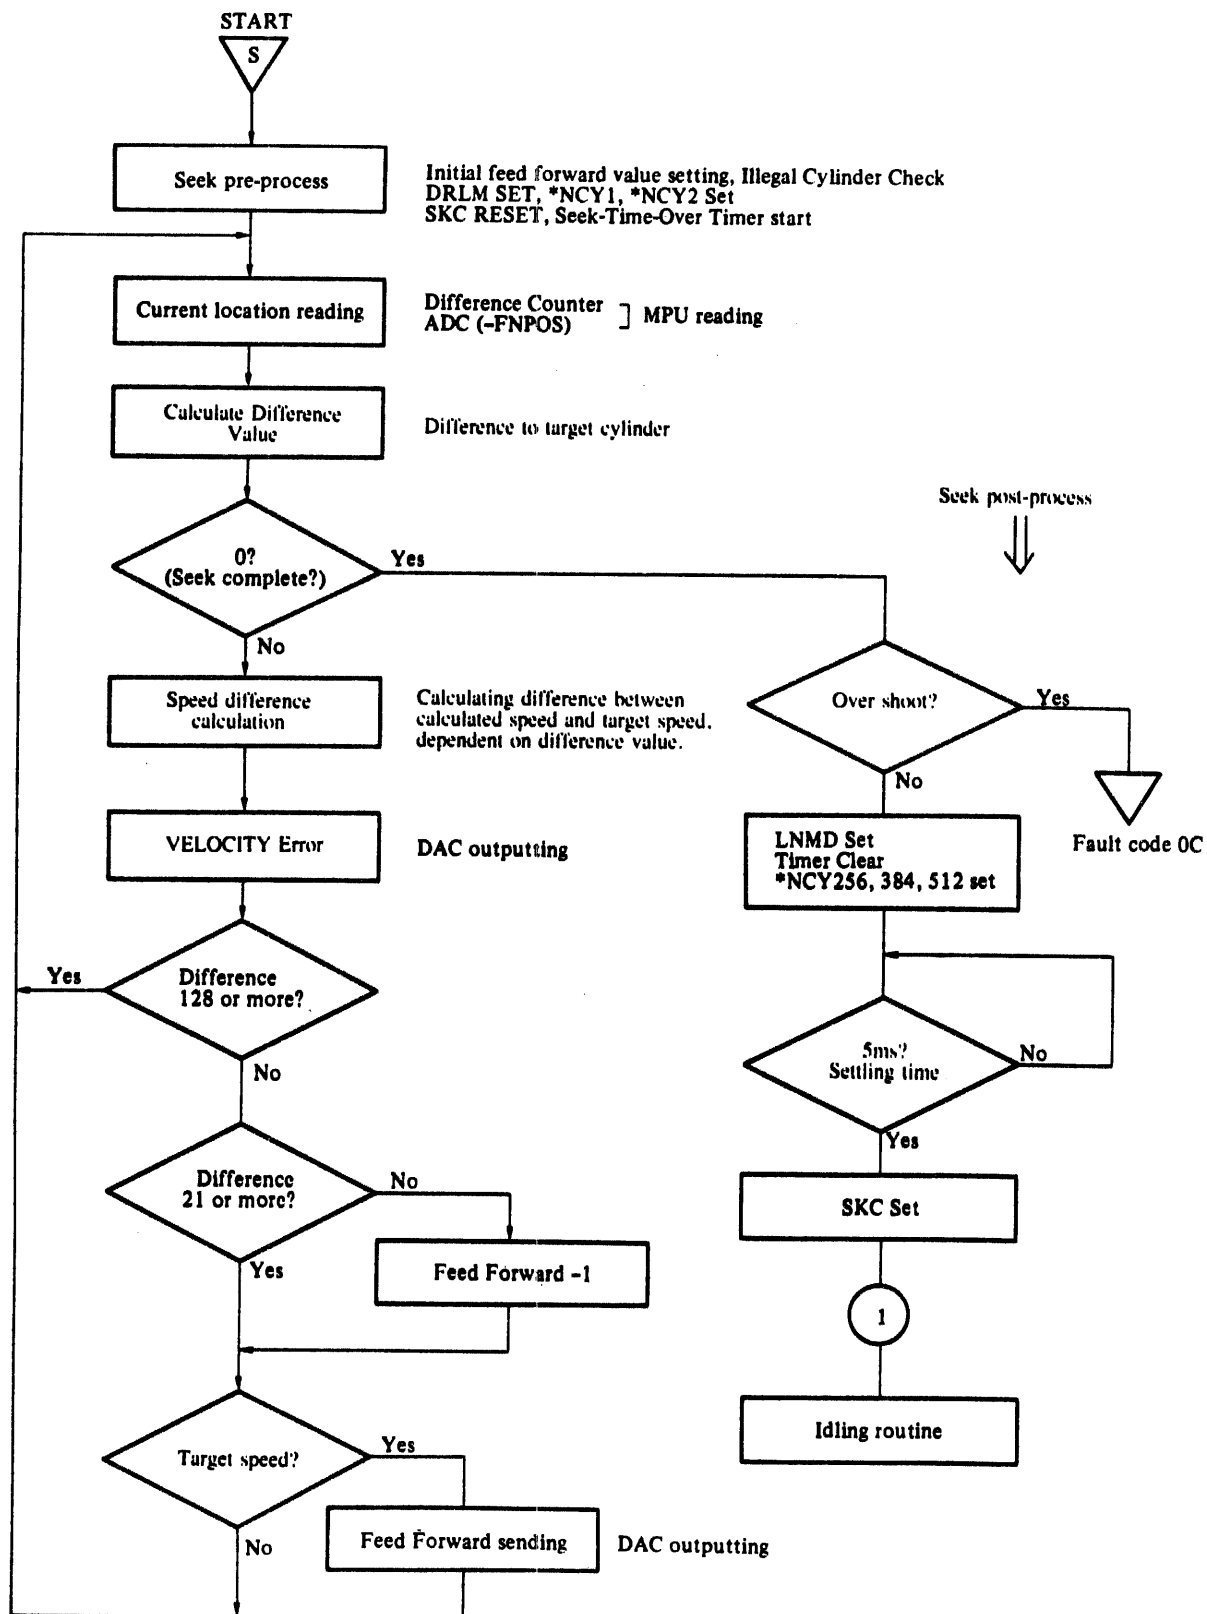 START
S
Seek pre-process
Initial feed forward value setting, Illegal Cylinder Check
DRLM SET, *NCY1, *NCY2 Set
SKC RESET, Seek-Time-Over Timer start
Current location reading
Difference Counter
ADC (-FNPOS)
] MPU reading
Calculate Difference
Value
Difference to target cylinder
Seek post-process
0?
(Seek complete?)
Yes
No
Speed difference
calculation
Calculating difference between
calculated speed and target speed.
dependent on difference value.
Over shoot?
Yes
No
Fault code 0C
VELOCITY Error
DAC outputting
LNMD Set
Timer Clear
*NCY256, 384, 512 set
Difference
128 or more?
Yes
No
5ms?
Settling time
No
Yes
Difference
21 or more?
No
Yes
Feed Forward -1
SKC Set
1
Idling routine
Target speed?
Yes
No
Feed Forward sending
DAC outputting